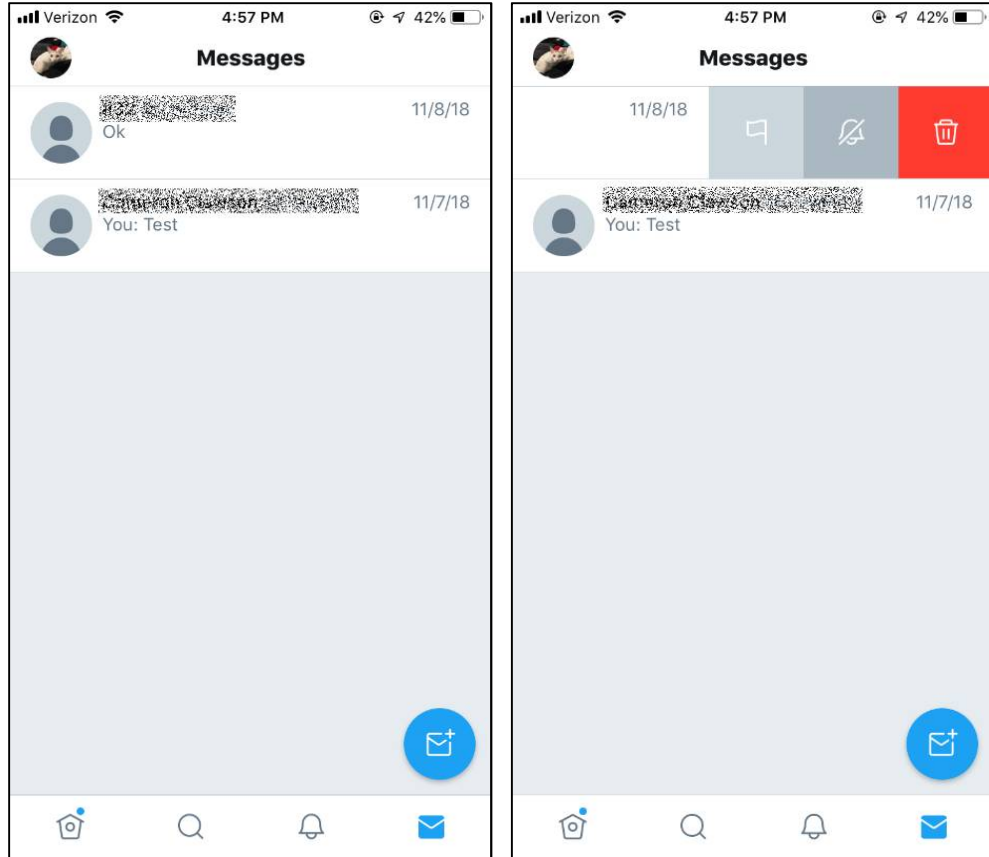 Verizon 4:57 PM 42%
Messages
11/8/18
Ok
11/7/18
You: Test
Verizon 4:57 PM 42%
Messages
11/8/18
11/7/18
You: Test